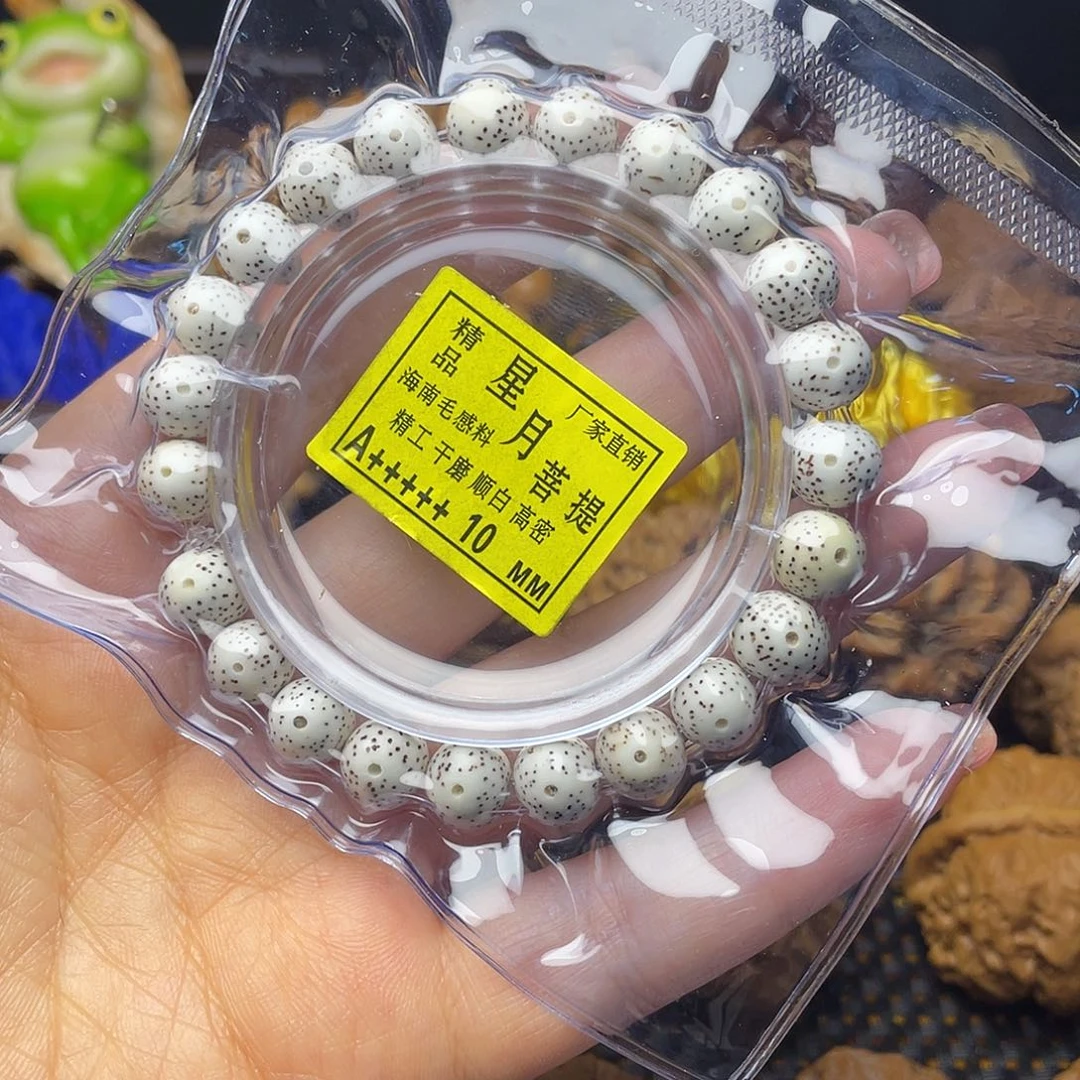 精品
星月菩提
厂家直销
海南毛感料
精工干磨顺白高密
A+++++ 10 MM